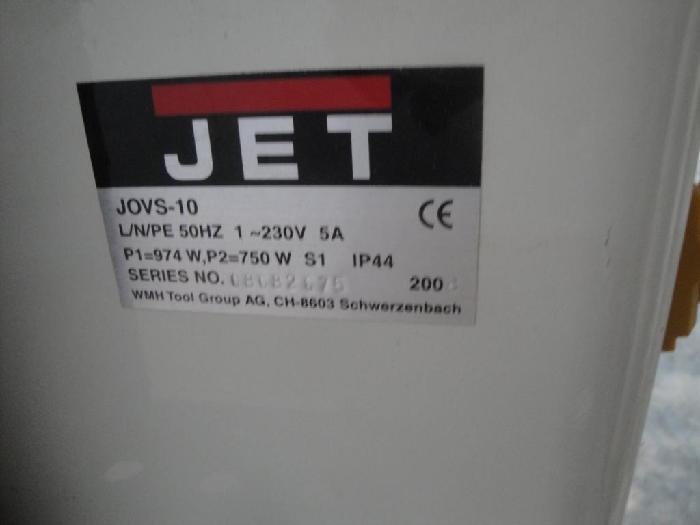 JET
JOVS-10
CE
L/N/PE 50HZ 1 ~230V 5A
P1=974 W,P2=750 W S1 IP44
SERIES NO. 200
WMH Tool Group AG, CH-8603 Schwerzenbach